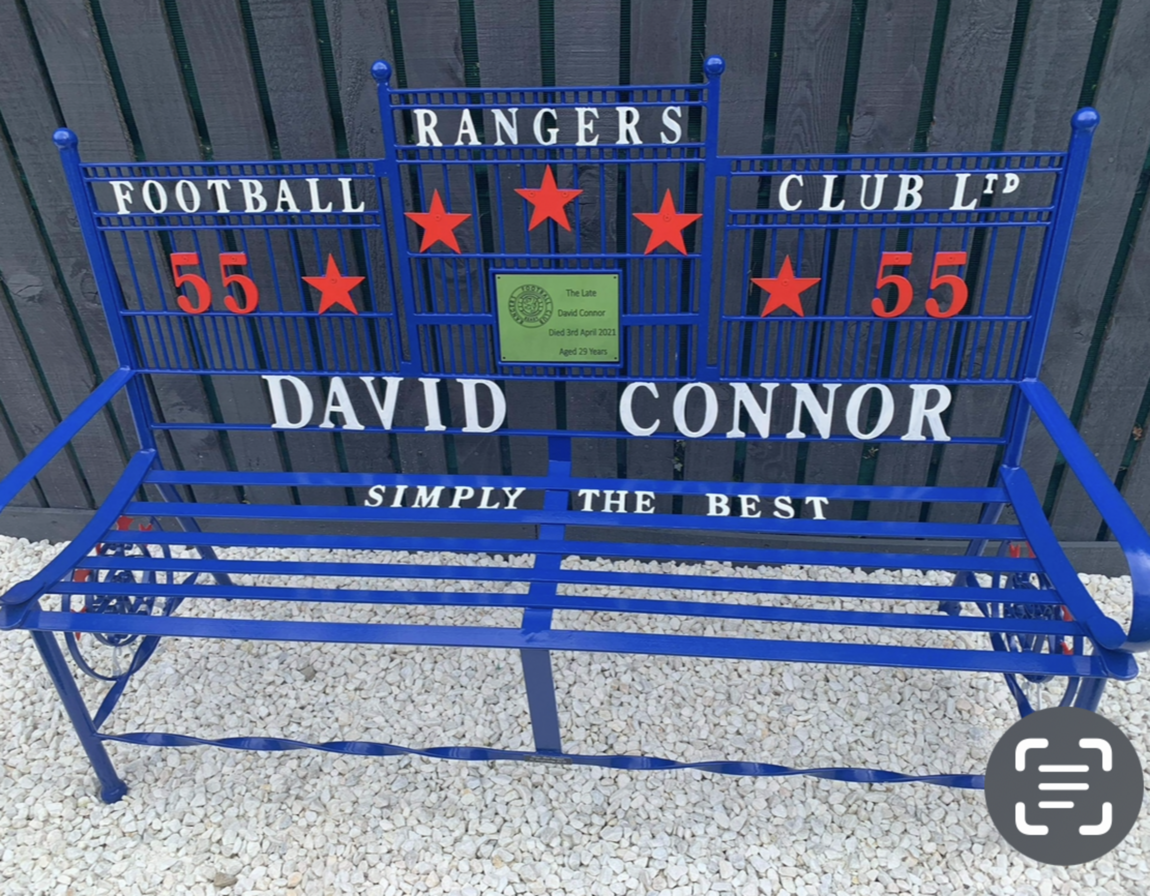 RANGERS
FOOTBALL
CLUB LTD
55
55
The Late
David Connor
Died 3rd April 2021
Aged 29 Years
DAVID CONNOR
SIMPLY THE BEST